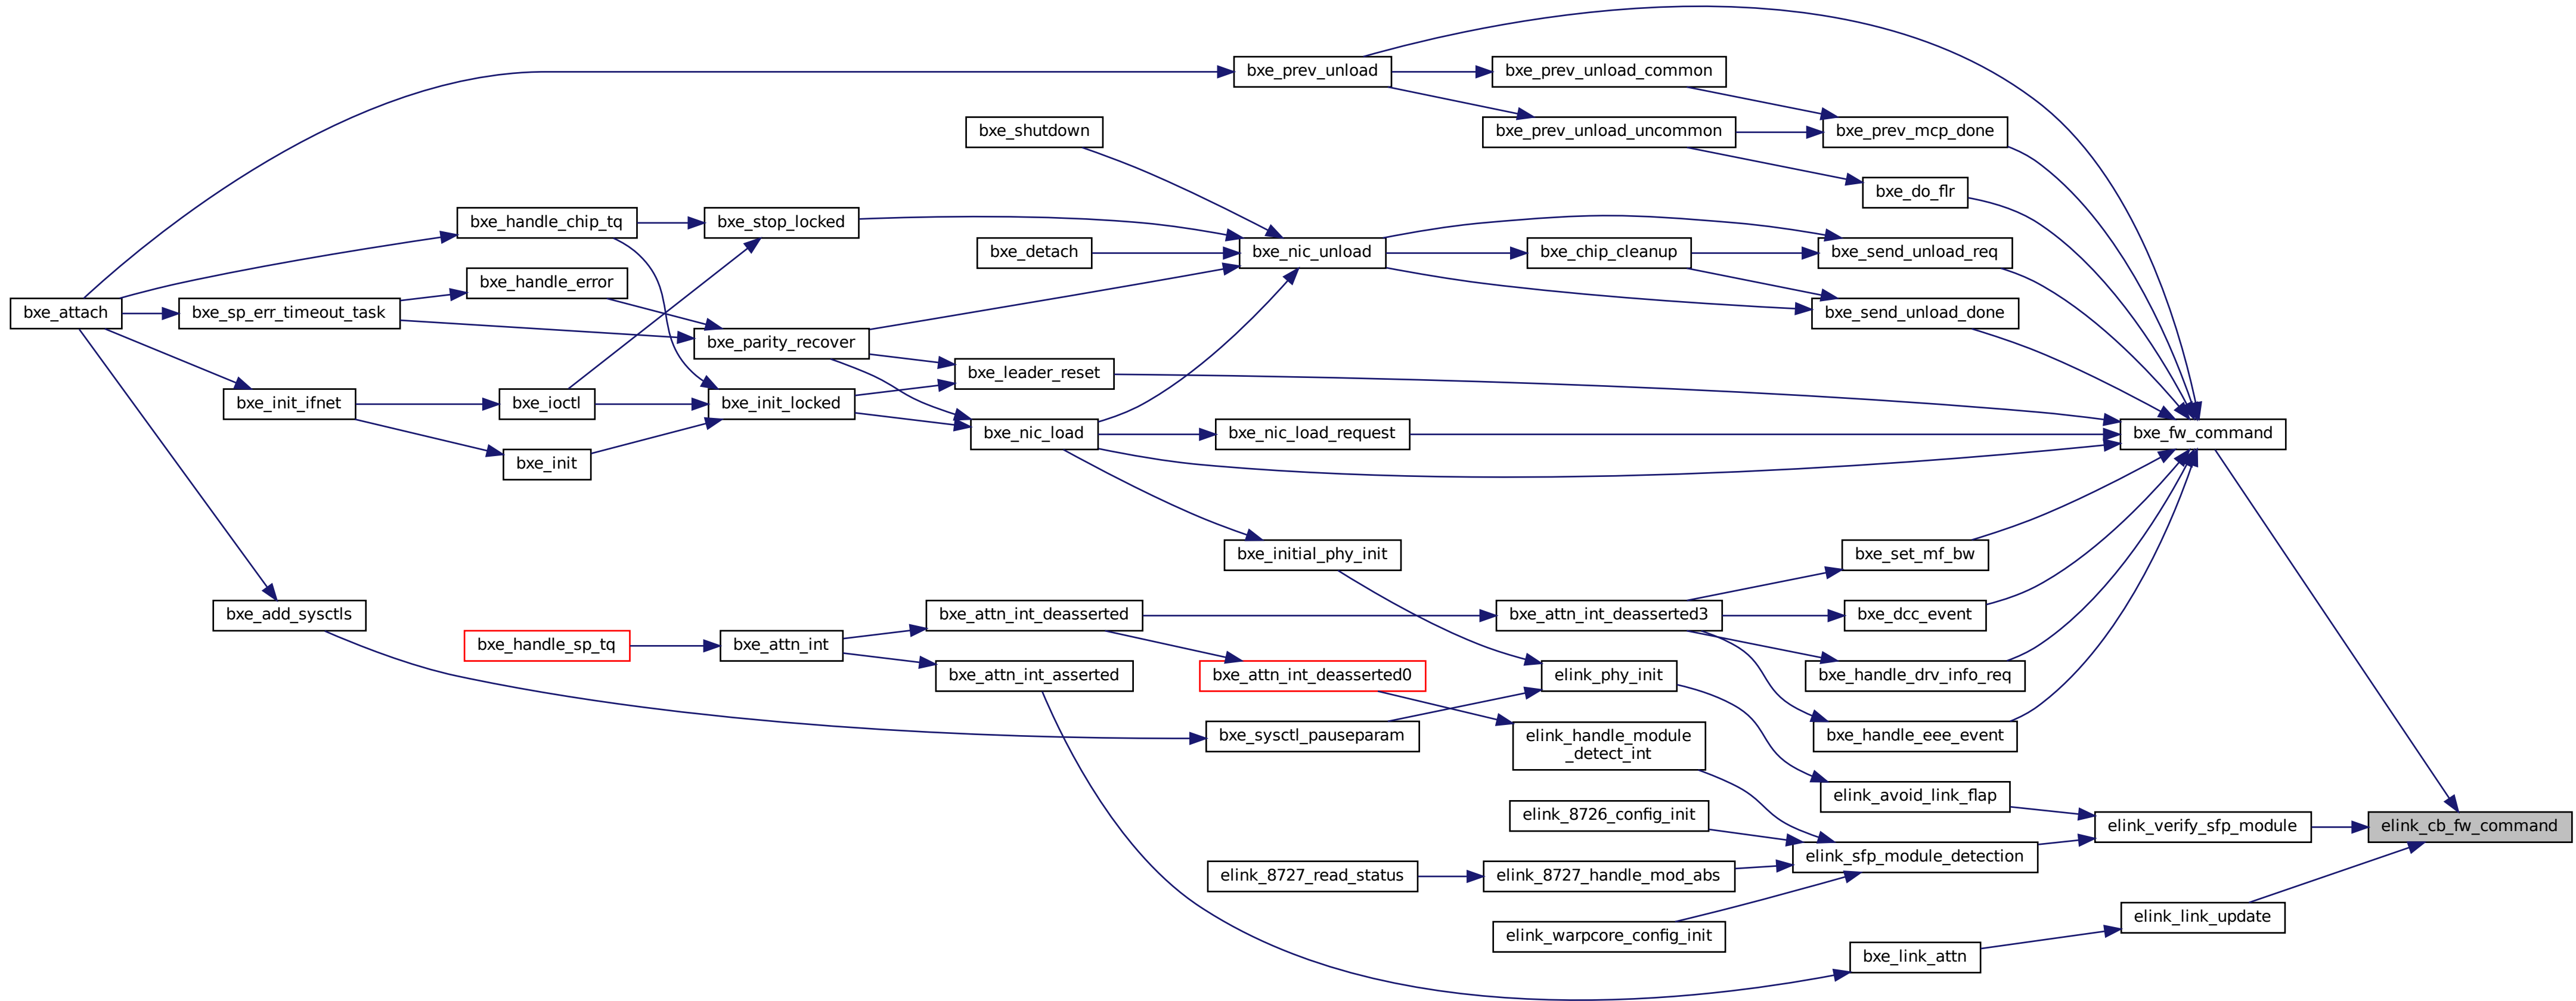 bxe_prev_unload
bxe_prev_unload_common
bxe_shutdown
bxe_prev_unload_uncommon
bxe_prev_mcp_done
bxe_do_flr
bxe_handle_chip_tq
bxe_stop_locked
bxe_detach
bxe_nic_unload
bxe_chip_cleanup
bxe_send_unload_req
bxe_handle_error
bxe_attach
bxe_sp_err_timeout_task
bxe_send_unload_done
bxe_parity_recover
bxe_leader_reset
bxe_init_ifnet
bxe_ioctl
bxe_init_locked
bxe_nic_load
bxe_nic_load_request
bxe_fw_command
bxe_init
bxe_initial_phy_init
bxe_set_mf_bw
bxe_add_sysctls
bxe_attn_int_deasserted
bxe_attn_int_deasserted3
bxe_dcc_event
bxe_handle_sp_tq
bxe_attn_int
bxe_attn_int_asserted
bxe_attn_int_deasserted0
elink_phy_init
bxe_handle_drv_info_req
bxe_sysctl_pauseparam
elink_handle_module
_detect_int
bxe_handle_eee_event
elink_avoid_link_flap
elink_8726_config_init
elink_verify_sfp_module
elink_cb_fw_command
elink_sfp_module_detection
elink_8727_read_status
elink_8727_handle_mod_abs
elink_link_update
elink_warpcore_config_init
bxe_link_attn